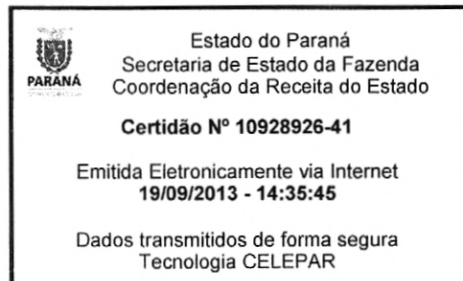 Estado do Paraná
Secretaria de Estado da Fazenda
PARANÁ
Coordenação da Receita do Estado
Certidão Nº 10928926-41
Emitida Eletronicamente via Internet
19/09/2013 - 14:35:45
Dados transmitidos de forma segura
Tecnologia CELEPAR